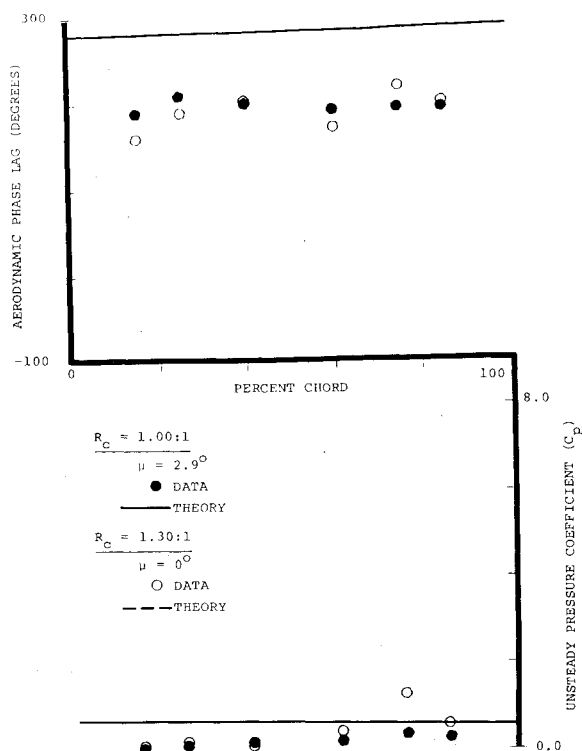 300
AERODYNAMIC PHASE LAG (DEGREES)
-100
0
100
PERCENT CHORD
8.0
R_c = 1.00:1
μ = 2.9°
● DATA
THEORY
R_c = 1.30:1
μ = 0°
○ DATA
THEORY
UNSTEADY PRESSURE COEFFICIENT (C_p)
0.0